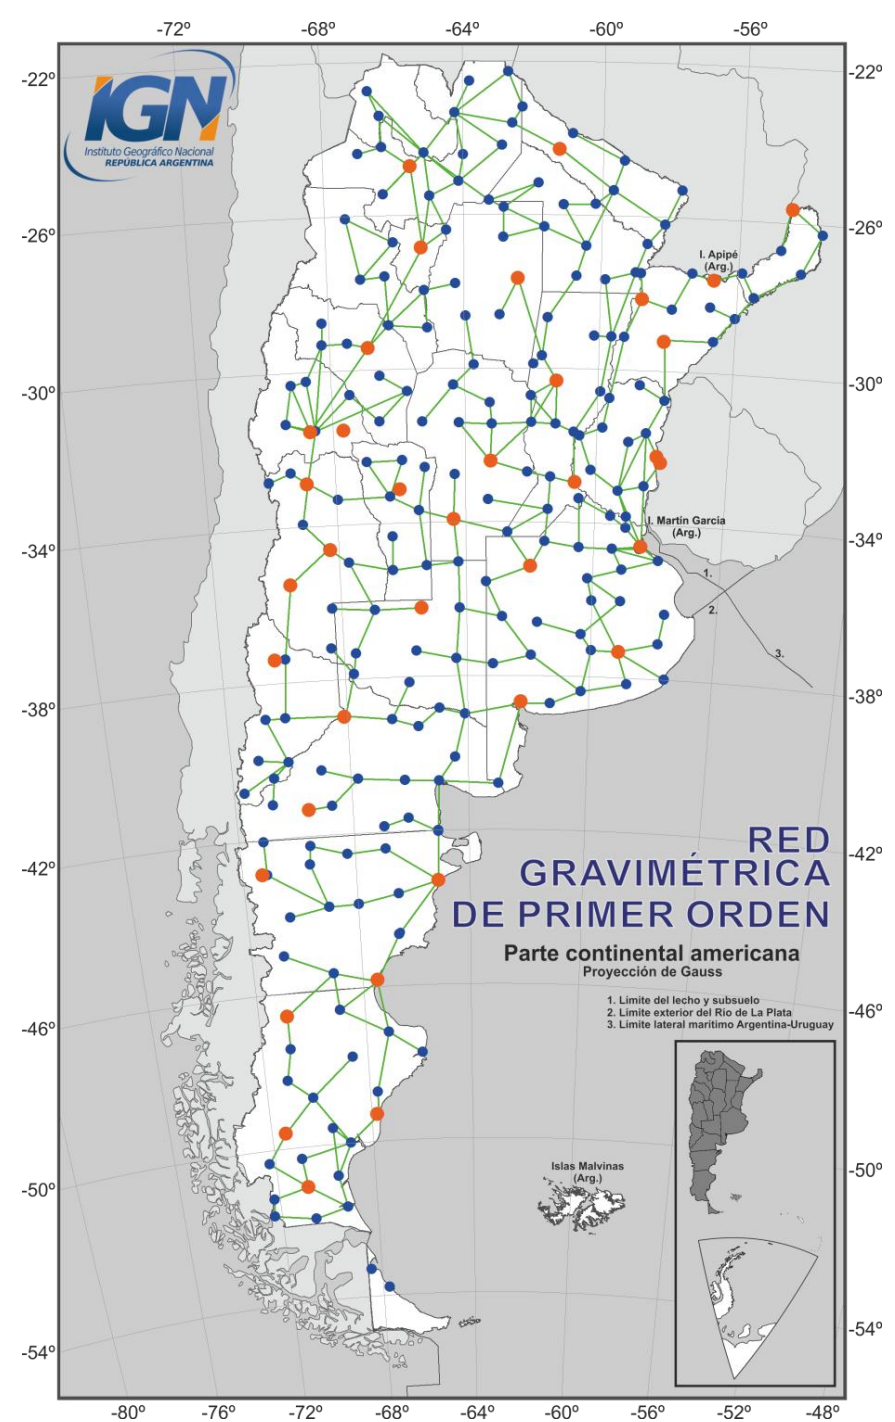 -72º -68º -64º -60º -56º
-22º
-22º
IGN
Instituto Geográfico Nacional
REPÚBLICA ARGENTINA
-26º
-26º
I. Apipé
(Arg.)
-30º
-30º
I. Martín García
(Arg.)
-34º
-34º
1.
2.
3.
-38º
-38º
RED
GRAVIMÉTRICA
DE PRIMER ORDEN
-42º
-42º
Parte continental americana
Proyección de Gauss
1. Límite del lecho y subsuelo
2. Límite exterior del Río de La Plata
3. Límite lateral marítimo Argentina-Uruguay
-46º
-46º
Islas Malvinas
(Arg.)
-50º
-50º
-54º
-54º
-80º -76º -72º -68º -64º -60º -56º -52º -48º